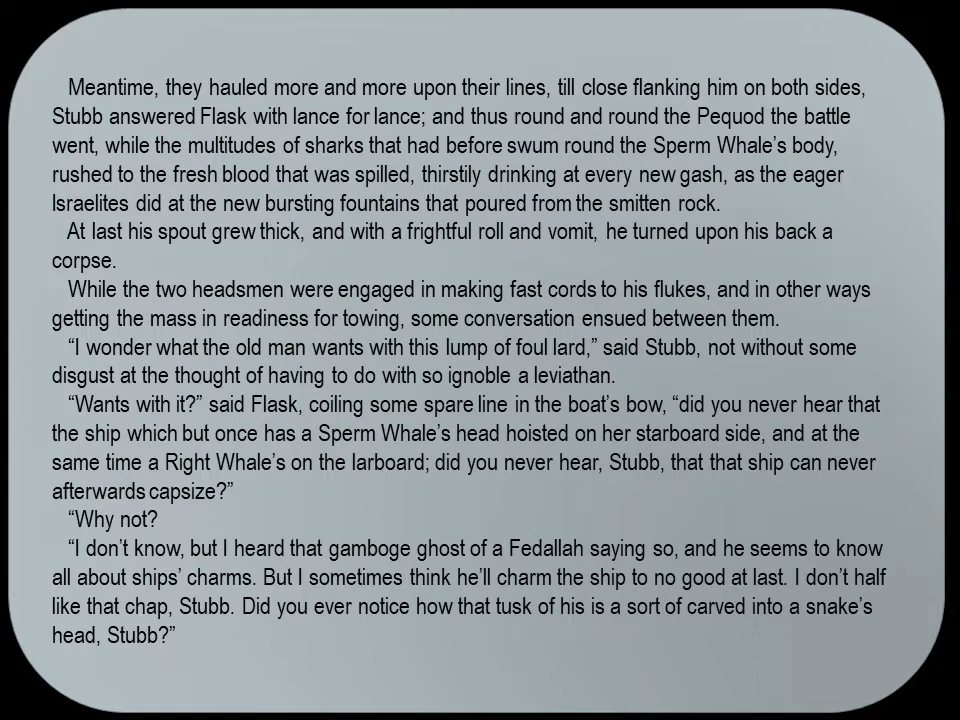 Meantime, they hauled more and more upon their lines, till close flanking him on both sides,
Stubb answered Flask with lance for lance; and thus round and round the Pequod the battle
went, while the multitudes of sharks that had before swum round the Sperm Whale’s body,
rushed to the fresh blood that was spilled, thirstily drinking at every new gash, as the eager
Israelites did at the new bursting fountains that poured from the smitten rock.
At last his spout grew thick, and with a frightful roll and vomit, he turned upon his back a
corpse.
While the two headsmen were engaged in making fast cords to his flukes, and in other ways
getting the mass in readiness for towing, some conversation ensued between them.
“I wonder what the old man wants with this lump of foul lard,” said Stubb, not without some
disgust at the thought of having to do with so ignoble a leviathan.
“Wants with it?” said Flask, coiling some spare line in the boat’s bow, “did you never hear that
the ship which but once has a Sperm Whale’s head hoisted on her starboard side, and at the
same time a Right Whale’s on the larboard; did you never hear, Stubb, that that ship can never
afterwards capsize?”
“Why not?
“I don’t know, but I heard that gamboge ghost of a Fedallah saying so, and he seems to know
all about ships’ charms. But I sometimes think he’ll charm the ship to no good at last. I don’t half
like that chap, Stubb. Did you ever notice how that tusk of his is a sort of carved into a snake’s
head, Stubb?”